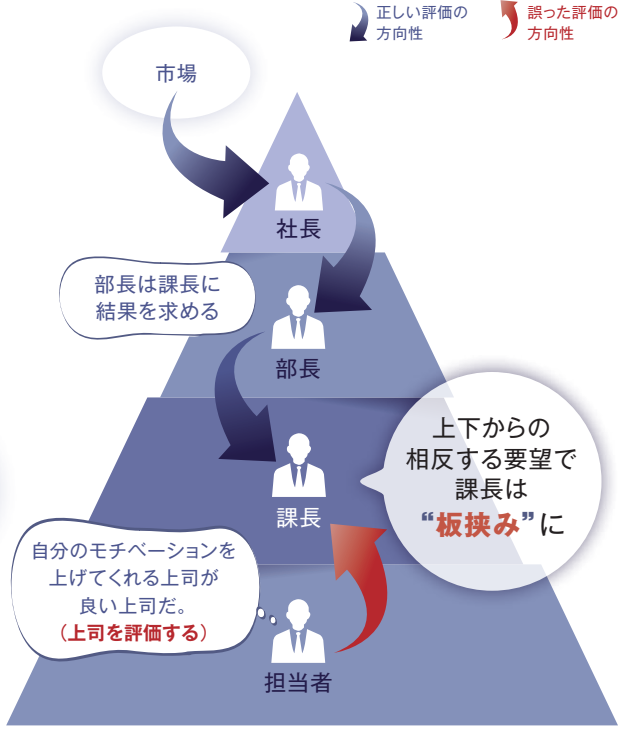 正しい評価の
方向性
誤った評価の
方向性
市場
社長
部長は課長に
結果を求める
部長
上下からの
相反する要望で
課長は
“板挟み”に
課長
自分のモチベーションを
上げてくれる上司が
良い上司だ。
（上司を評価する）
担当者